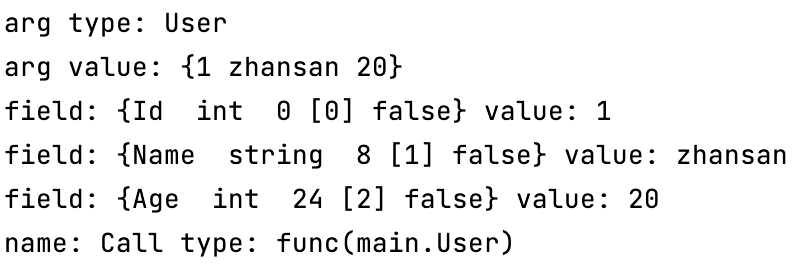 arg type: User
arg value: {1 zhansan 20}
field: {Id  int  0 [0] false} value: 1
field: {Name  string  8 [1] false} value: zhansan
field: {Age  int  24 [2] false} value: 20
name: Call type: func(main.User)